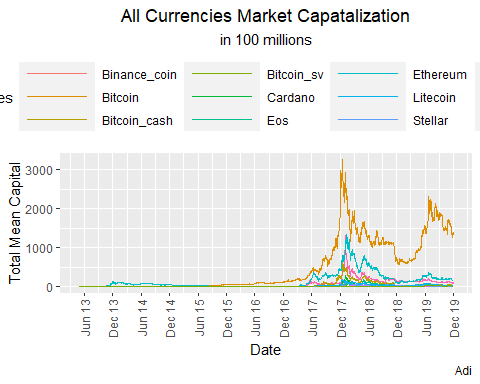 All Currencies Market Capatalization
in 100 millions
es
Binance_coin Bitcoin_sv Ethereum
Bitcoin Cardano Litecoin
Bitcoin_cash Eos Stellar
Total Mean Capital
3000
2000
1000
0
Jun 13 Dec 13 Jun 14 Dec 14 Jun 15 Dec 15 Jun 16 Dec 16 Jun 17 Dec 17 Jun 18 Dec 18 Jun 19 Dec 19
Date
Adi